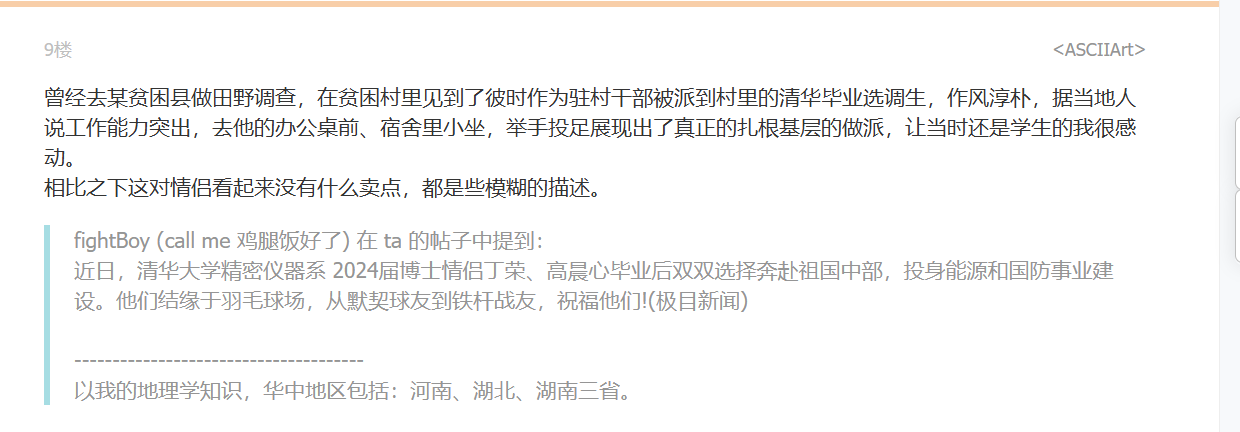 9楼 <ASCIIArt>
曾经去某贫困县做田野调查，在贫困村里见到了彼时作为驻村干部被派到村里的清华毕业选调生，作风淳朴，据当地人
说工作能力突出，去他的办公桌前、宿舍里小坐，举手投足展现出了真正的扎根基层的做派，让当时还是学生的我很感
动。
相比之下这对情侣看起来没有什么卖点，都是些模糊的描述。
fightBoy (call me 鸡腿饭好了) 在 ta 的帖子中提到：
近日，清华大学精密仪器系 2024届博士情侣丁荣、高晨心毕业后双双选择奔赴祖国中部，投身能源和国防事业建
设。他们结缘于羽毛球场，从默契球友到铁杆战友，祝福他们!(极目新闻)
--------------------------------------
以我的地理学知识，华中地区包括：河南、湖北、湖南三省。